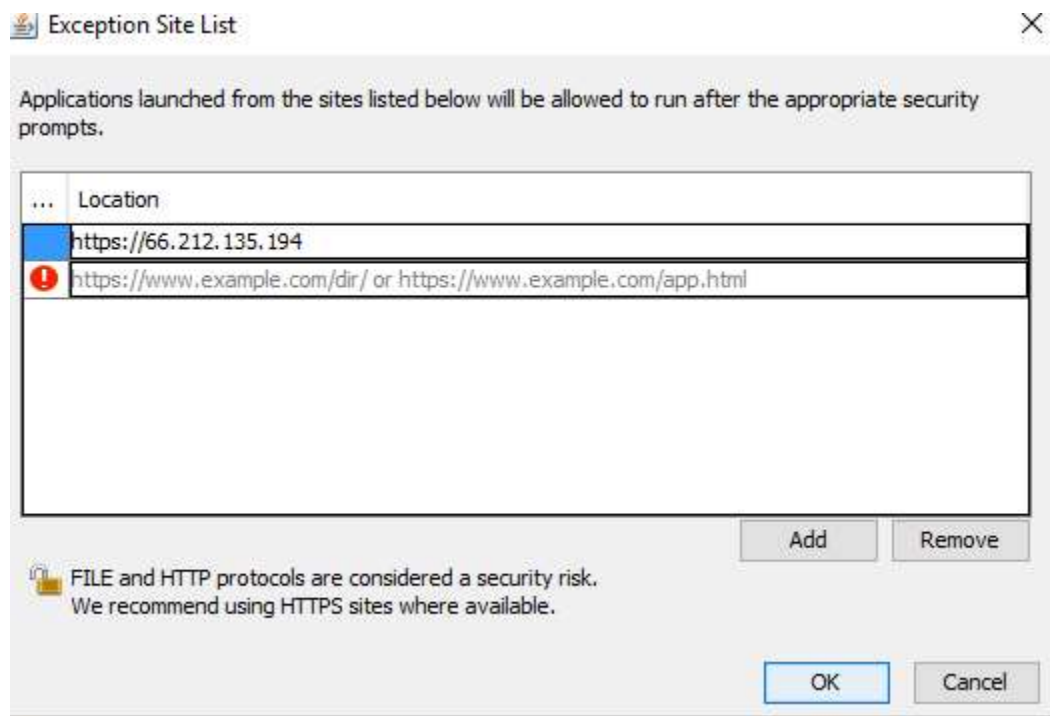 Exception Site List
Applications launched from the sites listed below will be allowed to run after the appropriate security
prompts.
... Location
https://66.212.135.194
https://www.example.com/dir/ or https://www.example.com/app.html
Add Remove
FILE and HTTP protocols are considered a security risk.
We recommend using HTTPS sites where available.
OK Cancel